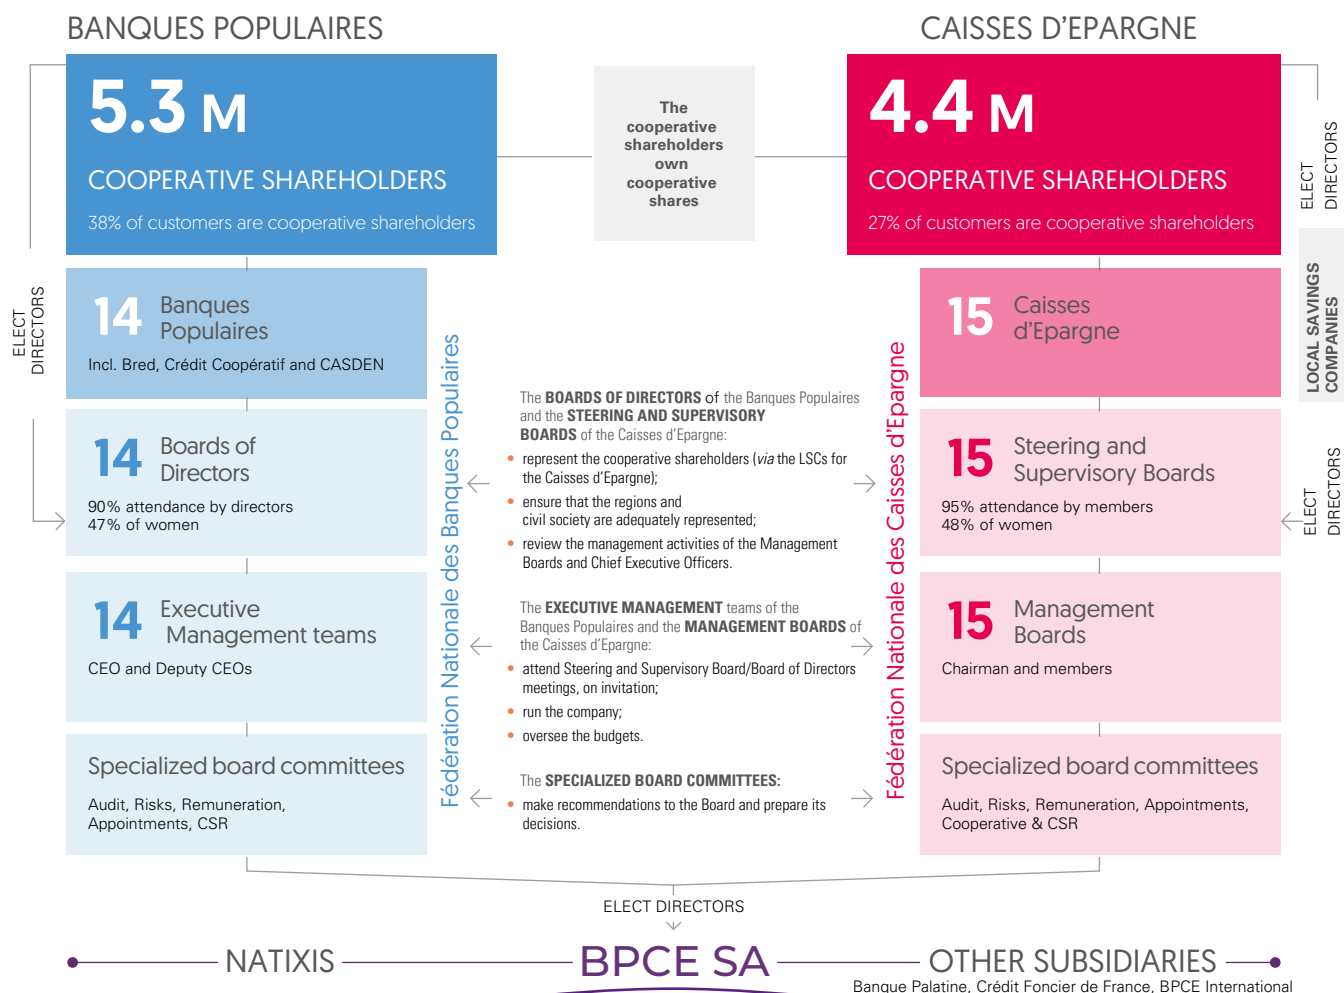 BANQUES POPULAIRES
5.3 M
COOPERATIVE SHAREHOLDERS
38% of customers are cooperative shareholders
The
cooperative
shareholders
own
cooperative
shares
CAISSES D'EPARGNE
4.4 M
COOPERATIVE SHAREHOLDERS
27% of customers are cooperative shareholders
ELECT
DIRECTORS
14 Banques
Populaires
Incl. Bred, Crédit Coopératif and CASDEN
14 Boards of
Directors
90% attendance by directors
47% of women
14 Executive
Management teams
CEO and Deputy CEOs
Specialized board committees
Audit, Risks, Remuneration,
Appointments, CSR
Fédération Nationale des Banques Populaires
The BOARDS OF DIRECTORS of the Banques Populaires
and the STEERING AND SUPERVISORY
BOARDS of the Caisses d'Epargne:
• represent the cooperative shareholders (via the LSCs for
the Caisses d'Epargne);
• ensure that the regions and
civil society are adequately represented;
• review the management activities of the Management
Boards and Chief Executive Officers.
The EXECUTIVE MANAGEMENT teams of the
Banques Populaires and the MANAGEMENT BOARDS of
the Caisses d'Epargne:
• attend Steering and Supervisory Board/Board of Directors
meetings, on invitation;
• run the company;
• oversee the budgets.
The SPECIALIZED BOARD COMMITTEES:
• make recommendations to the Board and prepare its
decisions.
Fédération Nationale des Caisses d'Epargne
15 Caisses
d'Epargne
15 Steering and
Supervisory Boards
95% attendance by members
48% of women
15 Management
Boards
Chairman and members
Specialized board committees
Audit, Risks, Remuneration, Appointments,
Cooperative & CSR
ELECT
DIRECTORS
LOCAL SAVINGS
COMPANIES
ELECT
DIRECTORS
ELECT DIRECTORS
NATIXIS
BPCE SA
OTHER SUBSIDIARIES
Banque Palatine, Crédit Foncier de France, BPCE International